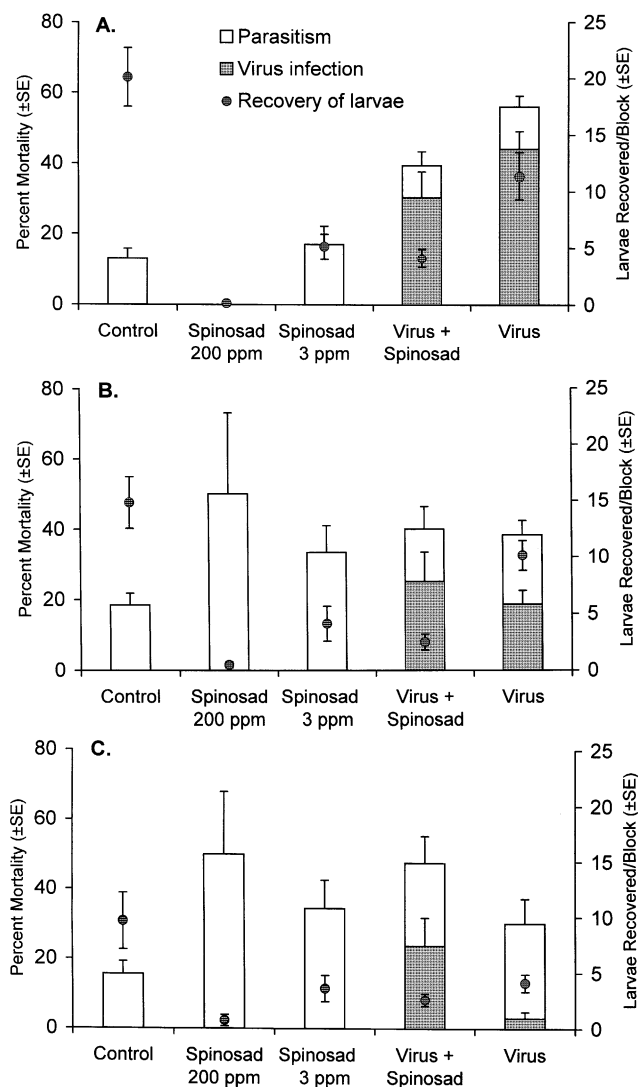 A.
Parasitism
Virus infection
Recovery of larvae
Percent Mortality (±SE)
80
60
40
20
0
Larvae Recovered/Block (±SE)
25
20
15
10
5
0
Control Spinosad Spinosad Virus + Virus
200 ppm 3 ppm Spinosad
B.
Percent Mortality (±SE)
80
60
40
20
0
Larvae Recovered/Block (±SE)
25
20
15
10
5
0
Control Spinosad Spinosad Virus + Virus
200 ppm 3 ppm Spinosad
C.
Percent Mortality (±SE)
80
60
40
20
0
Larvae Recovered/Block (±SE)
25
20
15
10
5
0
Control Spinosad Spinosad Virus + Virus
200 ppm 3 ppm Spinosad